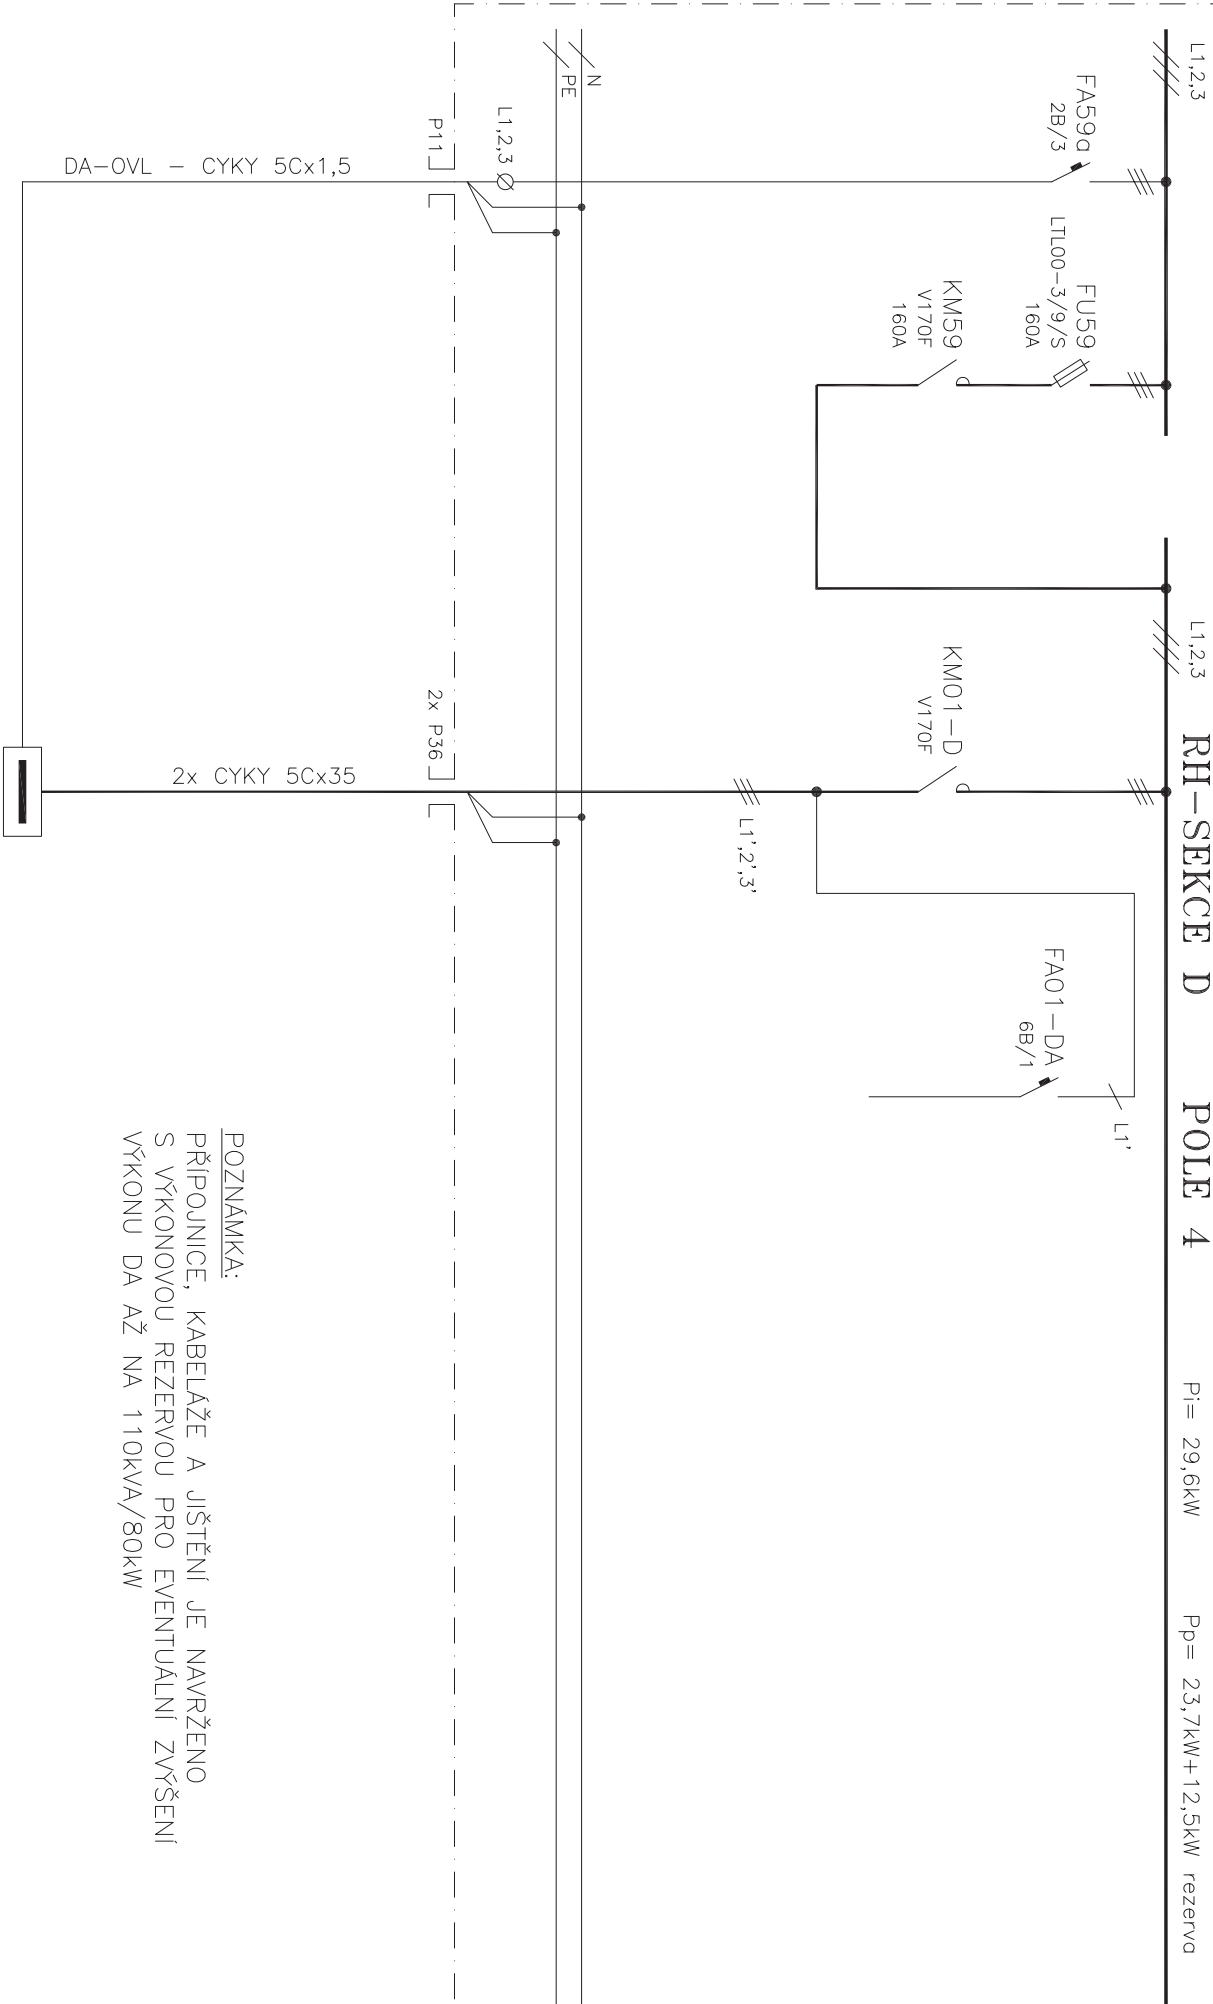 RH-SEKCE D POLE 4
Pi= 29,6kW
Pp= 23,7kW+12,5kW rezerva
L1,2,3
L1,2,3
FA59a
2B/3
FU59
LTL00-3/9/S
160A
KM59
V170F
160A
KM01-D
V170F
FA01-DA
6B/1
L1'
L1',2',3'
N
PE
L1,2,3
P11
2x P36
DA-OVL - CYKY 5Cx1,5
2x CYKY 5Cx35
POZNÁMKA:
PŘÍPOJNICE, KABELÁŽE A JIŠTĚNÍ JE NAVRŽENO
S VÝKONOVOU REZERVOU PRO EVENTUÁLNÍ ZVÝŠENÍ
VÝKONU DA AŽ NA 110kVA/80kW